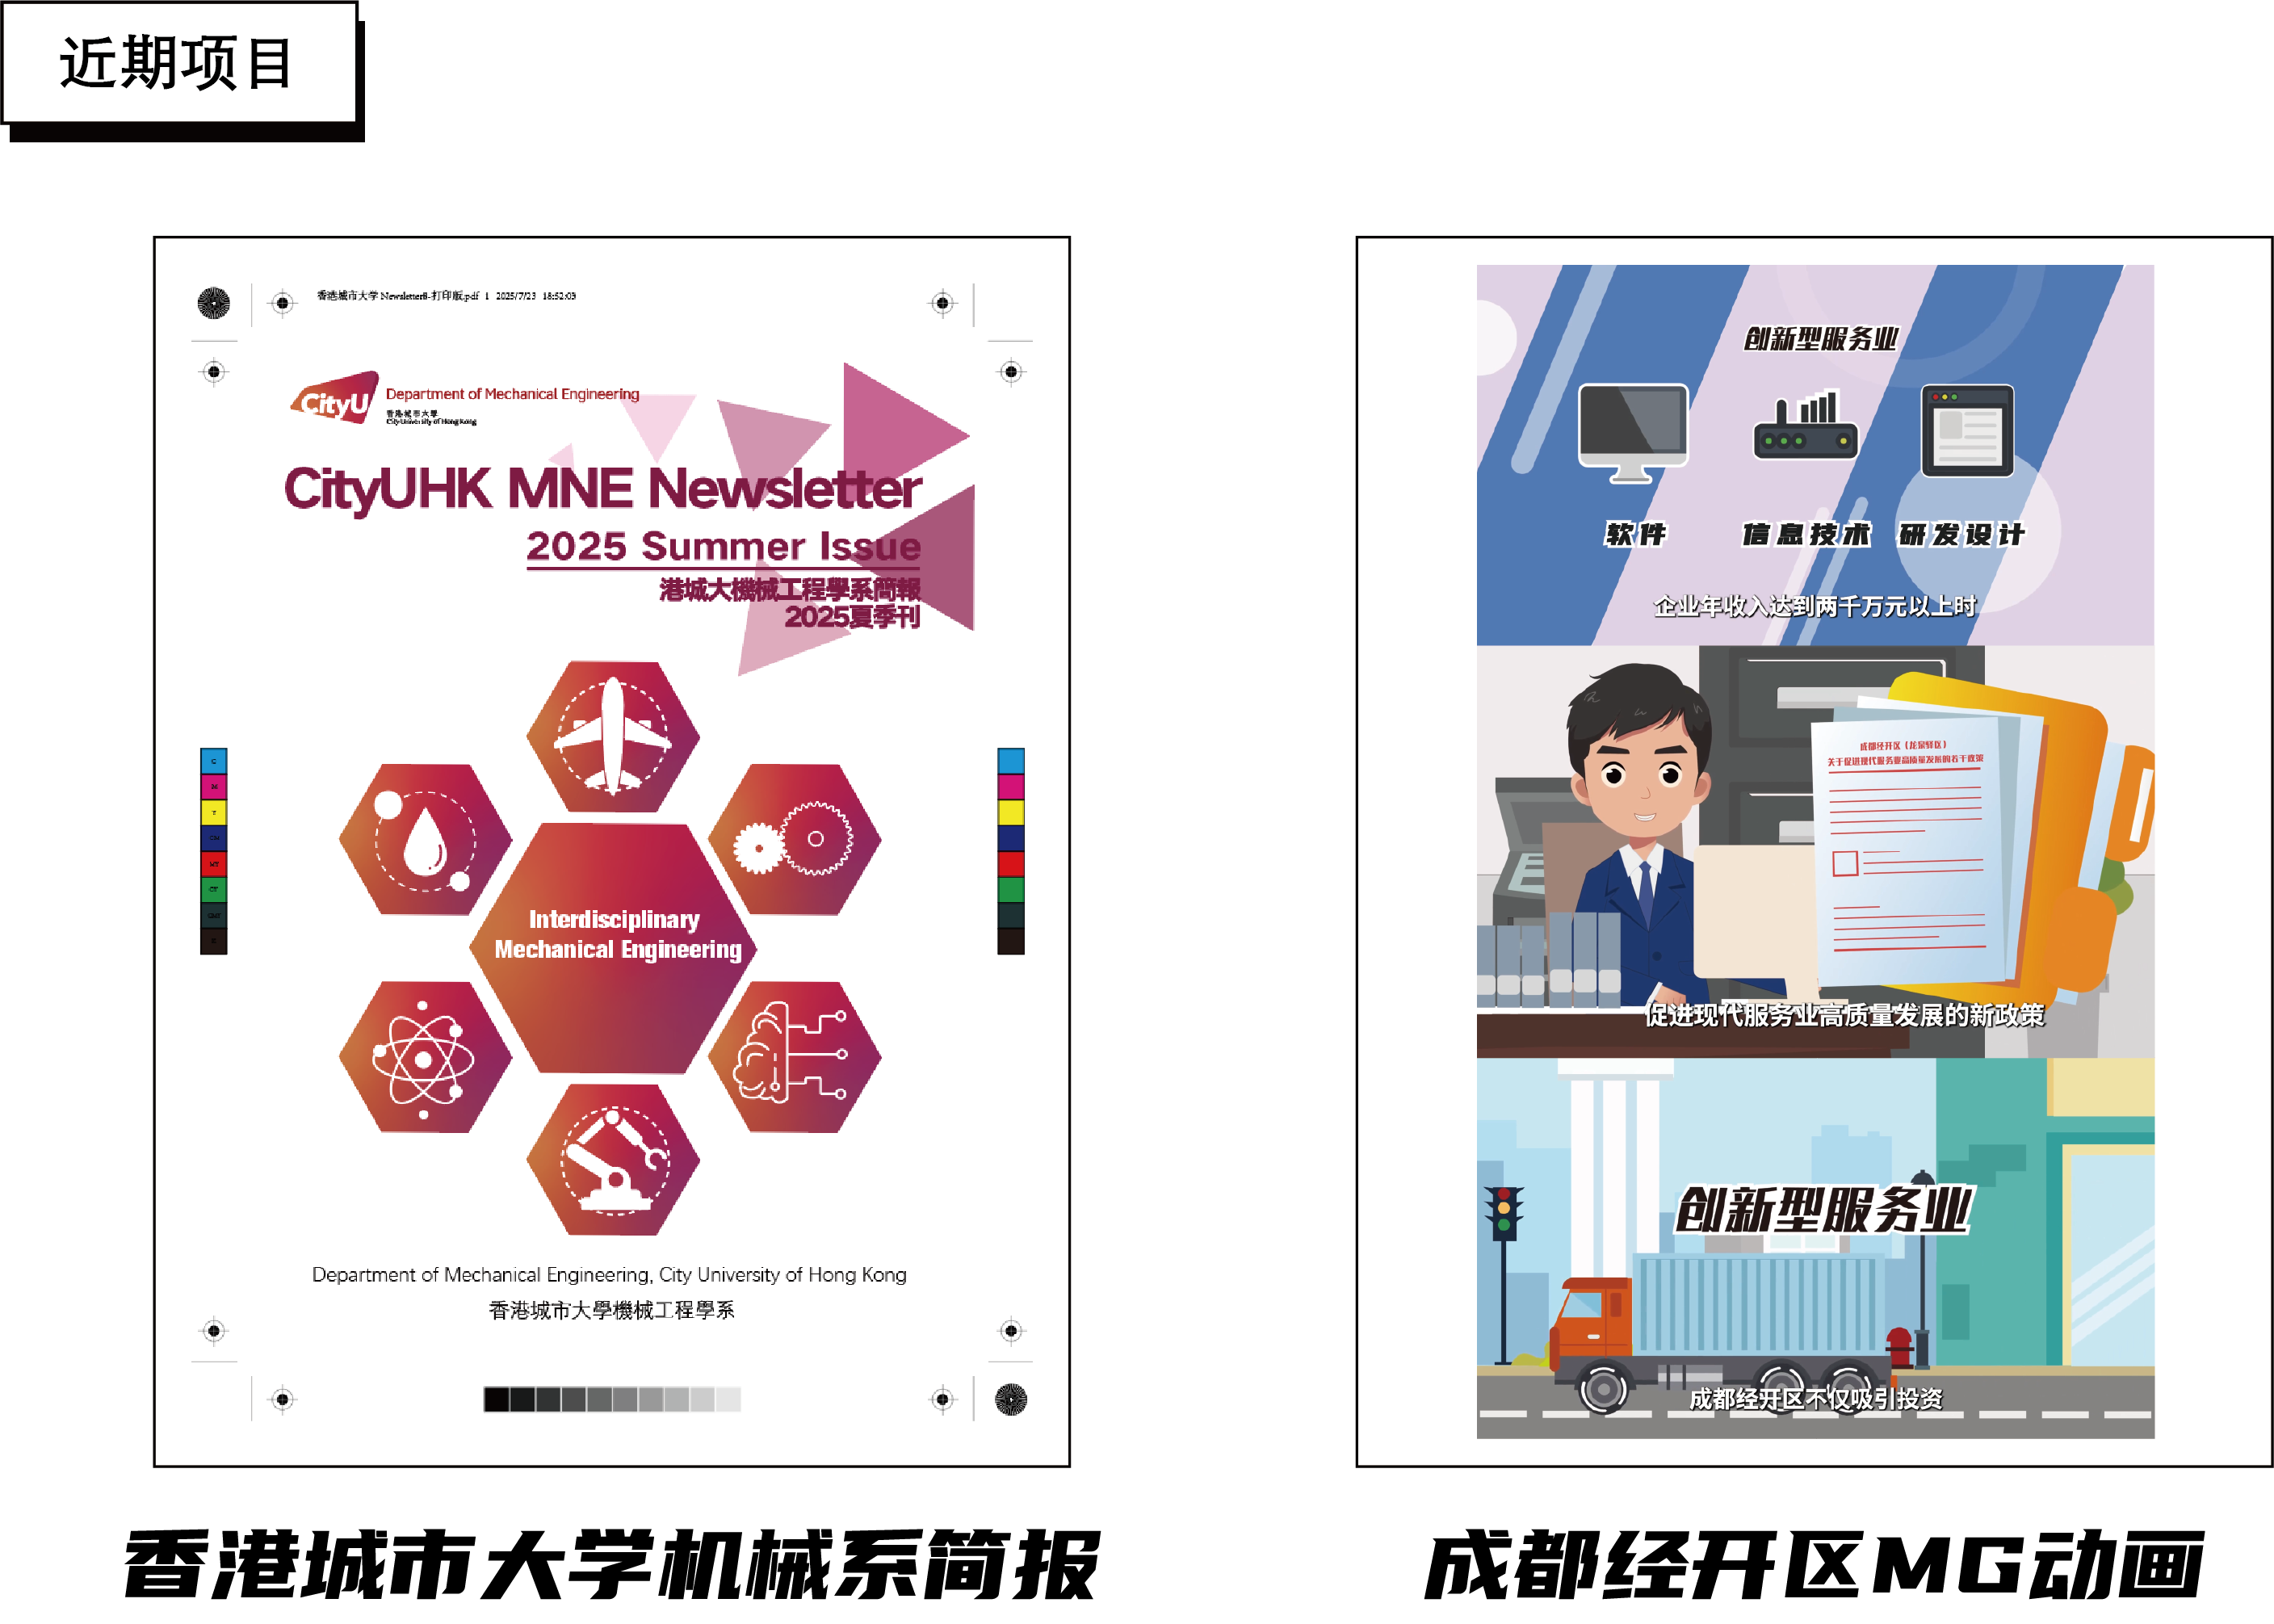 近期项目
香港城市大学 Newsletter8-打印版.pdf 1 2025/7/23 18:52:03
CityU
Department of Mechanical Engineering
香港城市大學
City University of Hong Kong
CityUHK MNE Newsletter
2025 Summer Issue
港城大機械工程學系簡報
2025夏季刊
Interdisciplinary
Mechanical Engineering
Department of Mechanical Engineering, City University of Hong Kong
香港城市大學機械工程學系
香港城市大学机械系简报
创新型服务业
软件 信息技术 研发设计
企业年收入达到两千万元以上时
成都经开区（龙泉驿区）
关于促进现代服务业高质量发展的若干政策
促进现代服务业高质量发展的新政策
创新型服务业
成都经开区不仅吸引投资
成都经开区MG动画